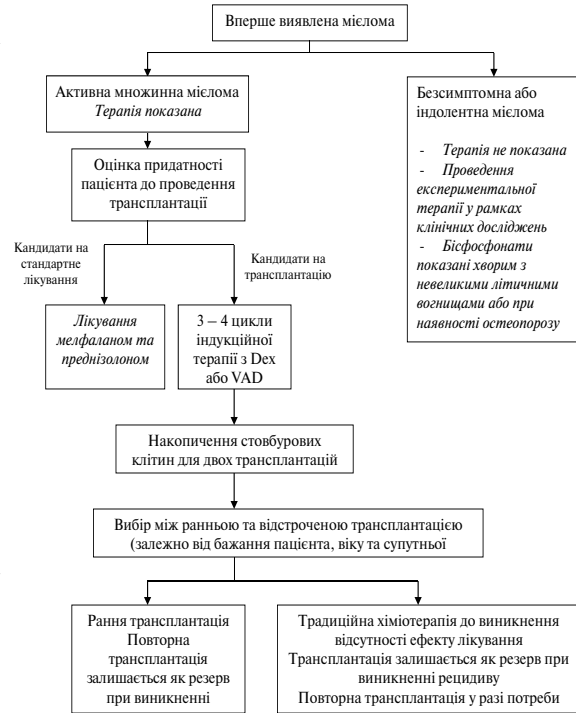 Вперше виявлена мієлома
Активна множинна мієлома
Терапія показана
Безсимптомна або
індолентна мієлома
- Терапія не показана
- Проведення
експериментальної
терапії у рамках
клінічних досліджень
- Бісфосфонати
показані хворим з
невеликими літичними
вогнищами або при
наявності остеопорозу
Оцінка придатності
пацієнта до проведення
трансплантації
Кандидати на
стандартне
лікування
Кандидати на
трансплантацію
Лікування
мелфаланом та
преднізолоном
3 – 4 цикли
індукційної
терапії з Dex
або VAD
Накопичення стовбурових
клітин для двох трансплантацій
Вибір між ранньою та відстроченою трансплантацією
(залежно від бажання пацієнта, віку та супутньої
Рання трансплантація
Повторна
трансплантація
залишається як резерв
при виникненні
Традиційна хіміотерапія до виникнення
відсутності ефекту лікування
Трансплантація залишається як резерв при
виникненні рецидиву
Повторна трансплантація у разі потреби